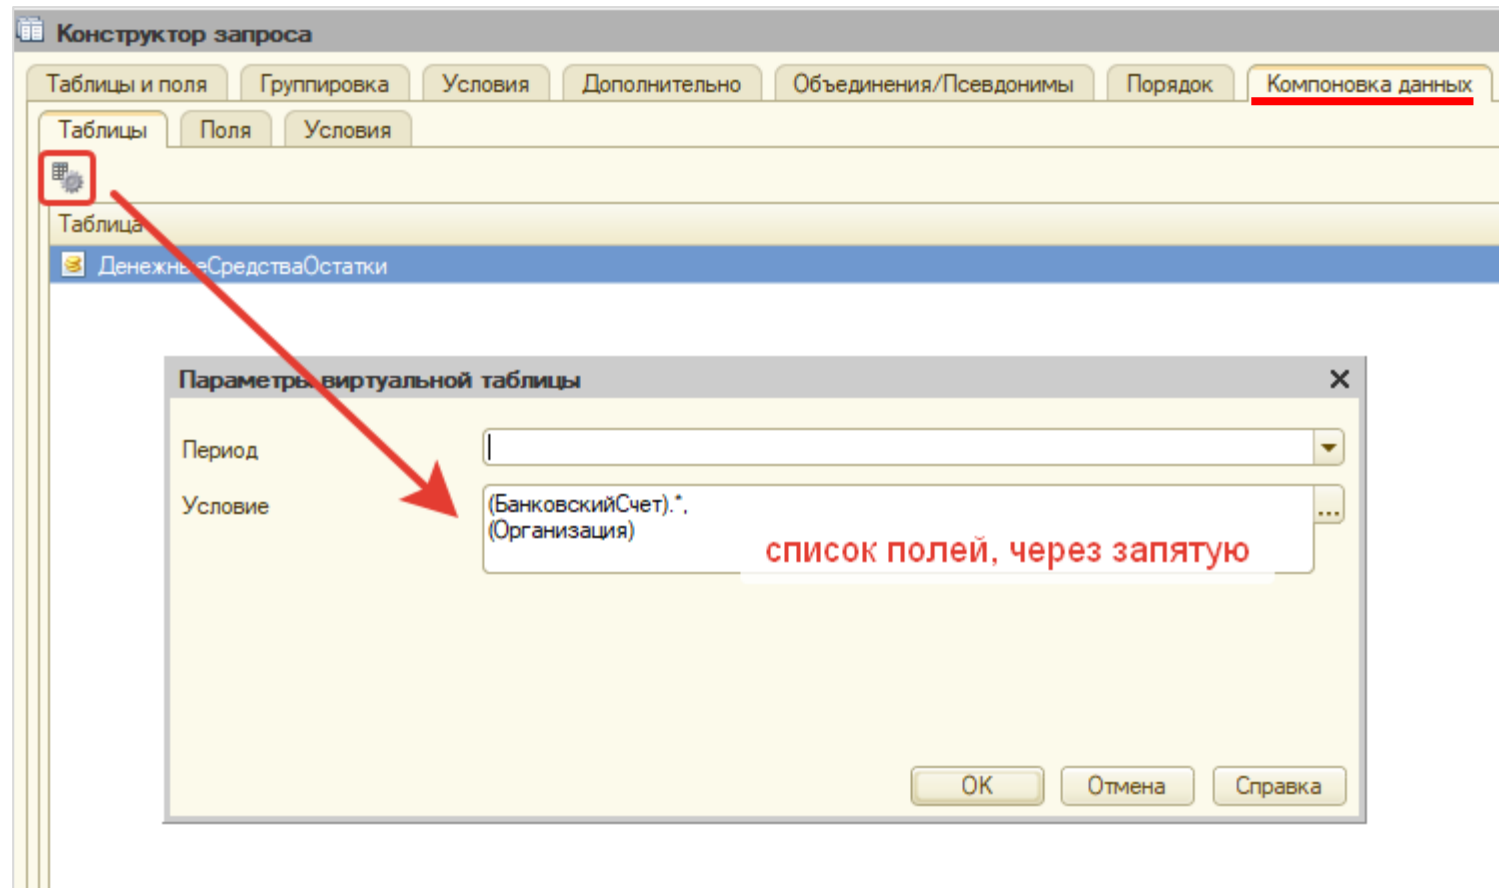 Конструктор запроса
Таблицы и поля Группировка Условия Дополнительно Объединения/Псевдонимы Порядок Компоновка данных
Таблицы Поля Условия
Таблица
ДенежныеСредстваОстатки
Параметры виртуальной таблицы
Период
Условие
(БанковскийСчет).*,
(Организация)
список полей, через запятую
...
OK Отмена Справка